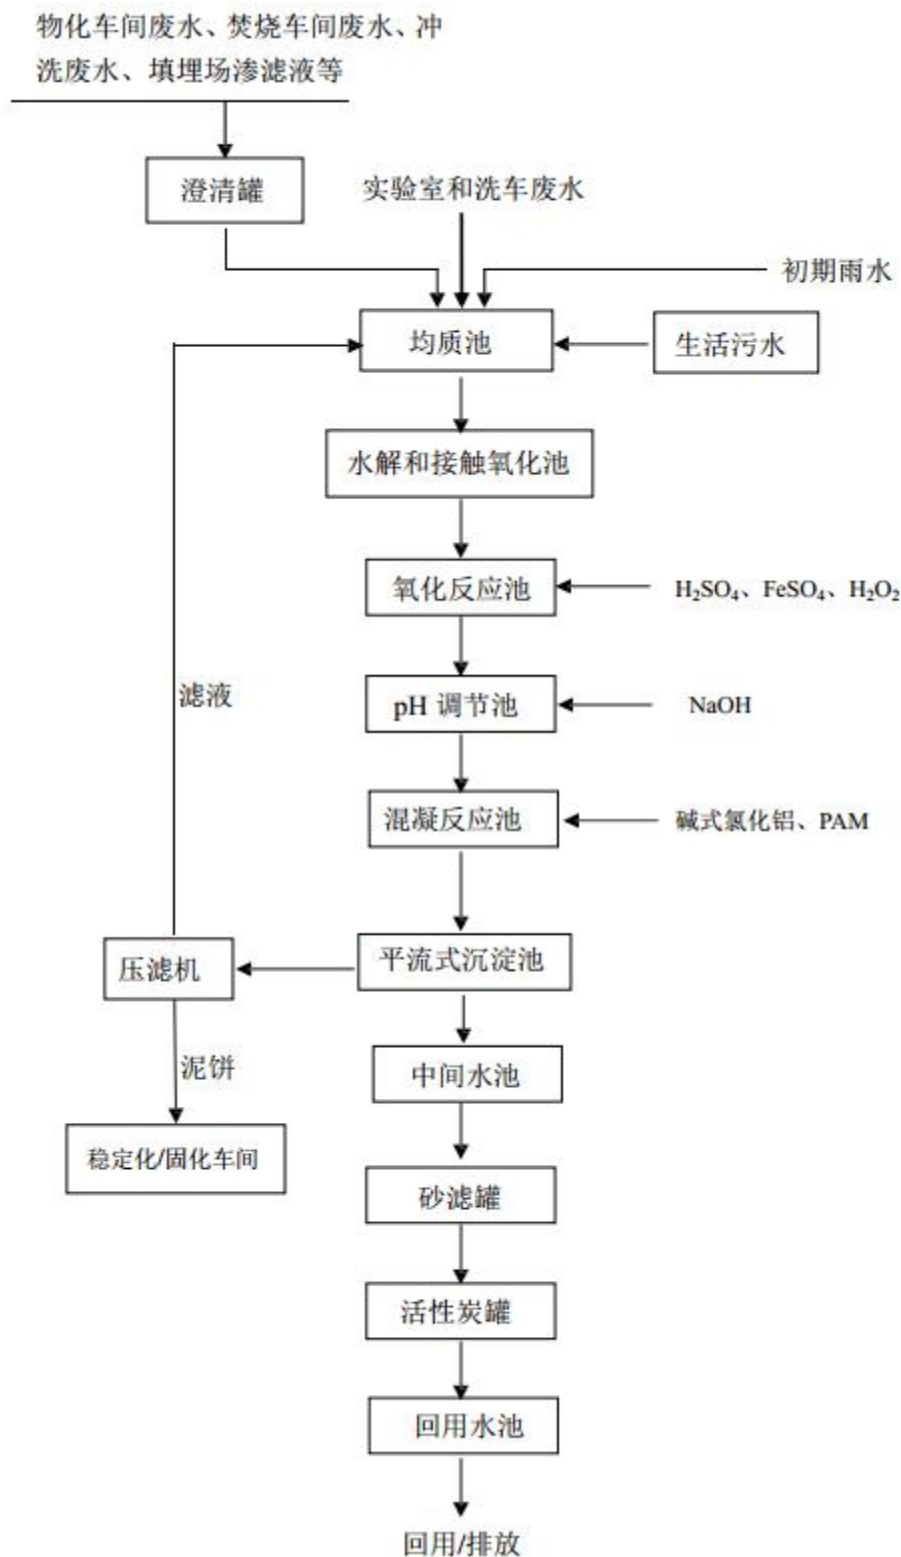 物化车间废水、焚烧车间废水、冲
洗废水、填埋场渗滤液等
澄清罐
实验室和洗车废水
初期雨水
均质池
生活污水
水解和接触氧化池
氧化反应池
H₂SO₄、FeSO₄、H₂O₂
滤液
pH 调节池
NaOH
混凝反应池
碱式氯化铝、PAM
压滤机
平流式沉淀池
泥饼
中间水池
稳定化/固化车间
砂滤罐
活性炭罐
回用水池
回用/排放